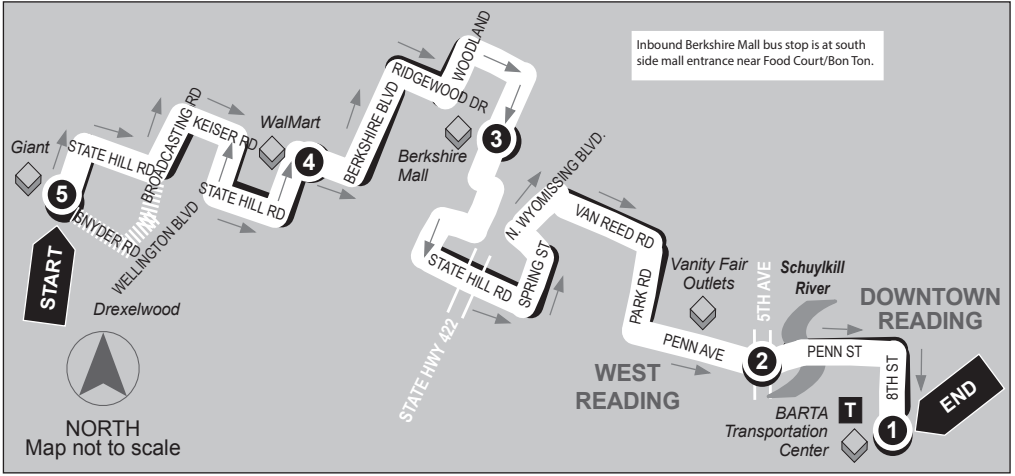 Inbound Berkshire Mall bus stop is at south
side mall entrance near Food Court/Bon Ton.
WOODLAND
RIDGEWOOD DR
BERKSHIRE BLVD
Berkshire
Mall
3
WalMart
4
KEISER RD
BROADCASTING RD
STATE HILL RD
Giant
5
SNYDER RD
WELLINGTON BLVD
STATE HILL RD
START
Drexelwood
N. WYOMISSING BLVD.
VAN REED RD
SPRING ST
STATE HILL RD
STATE HWY 422
PARK RD
Vanity Fair
Outlets
5TH AVE
Schuylkill
River
DOWNTOWN
READING
PENN AVE
2
PENN ST
8TH ST
WEST
READING
END
1
T
BARTA
Transportation
Center
NORTH
Map not to scale